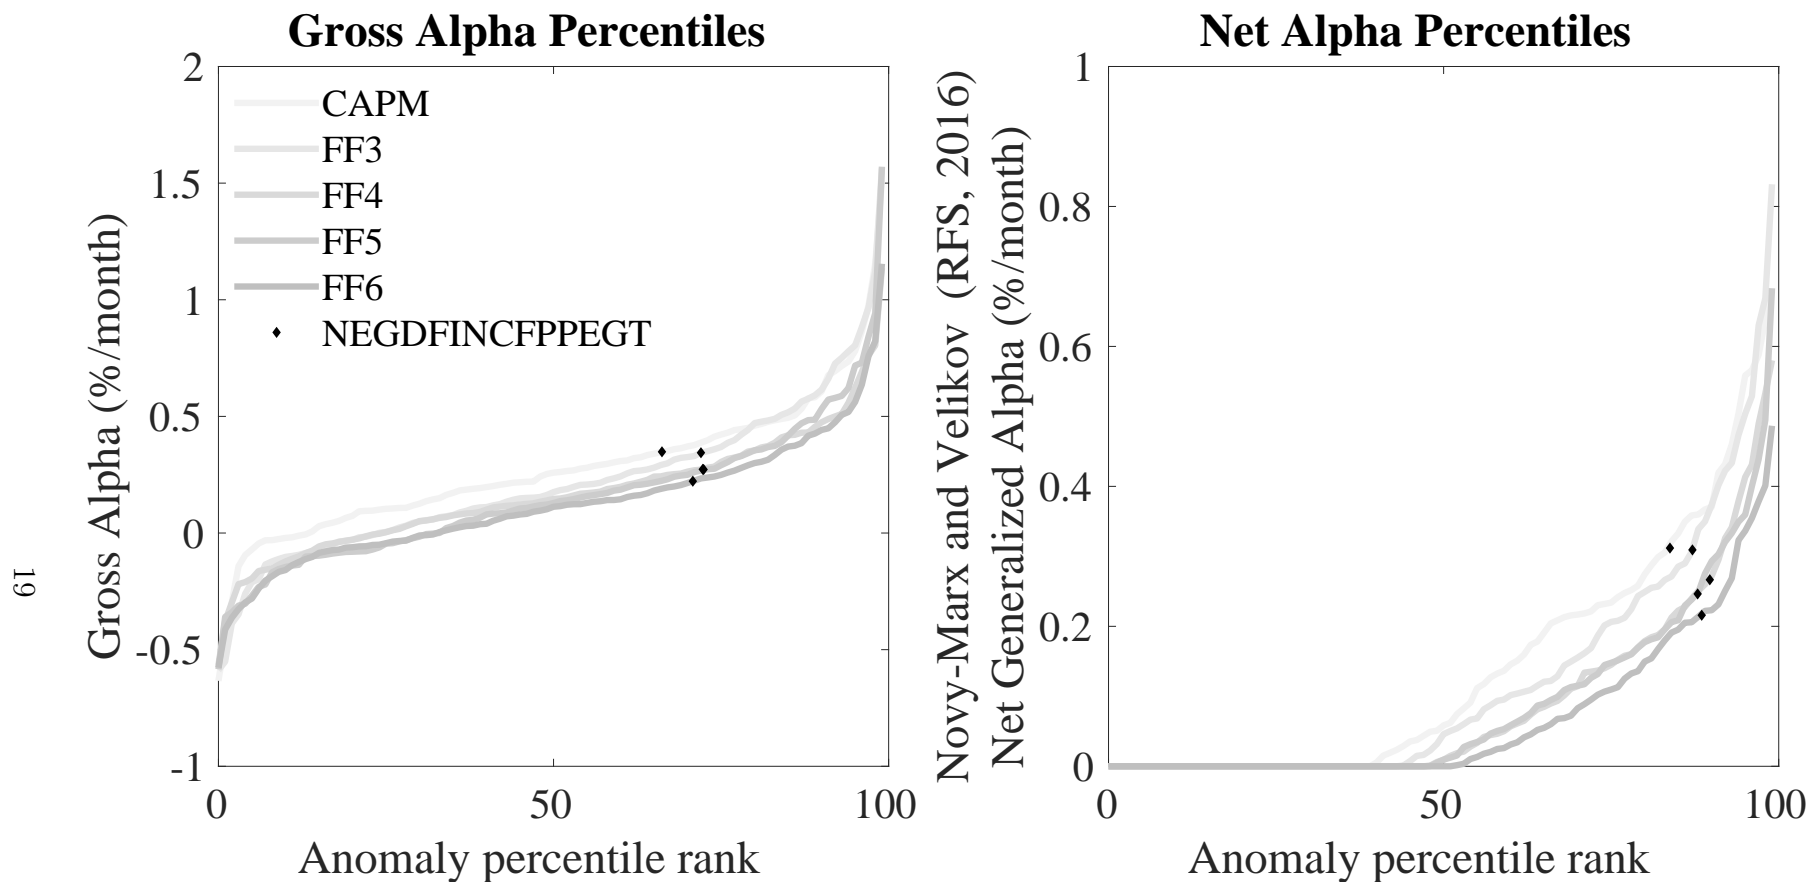 Gross Alpha Percentiles
Gross Alpha (%/month)
2
1.5
1
0.5
0
-0.5
-1
CAPM
FF3
FF4
FF5
FF6
NEGDFINCFPPEGT
0
50
100
Anomaly percentile rank
Net Alpha Percentiles
Novy-Marx and Velikov (RFS, 2016)
Net Generalized Alpha (%/month)
1
0.8
0.6
0.4
0.2
0
0
50
100
Anomaly percentile rank
19